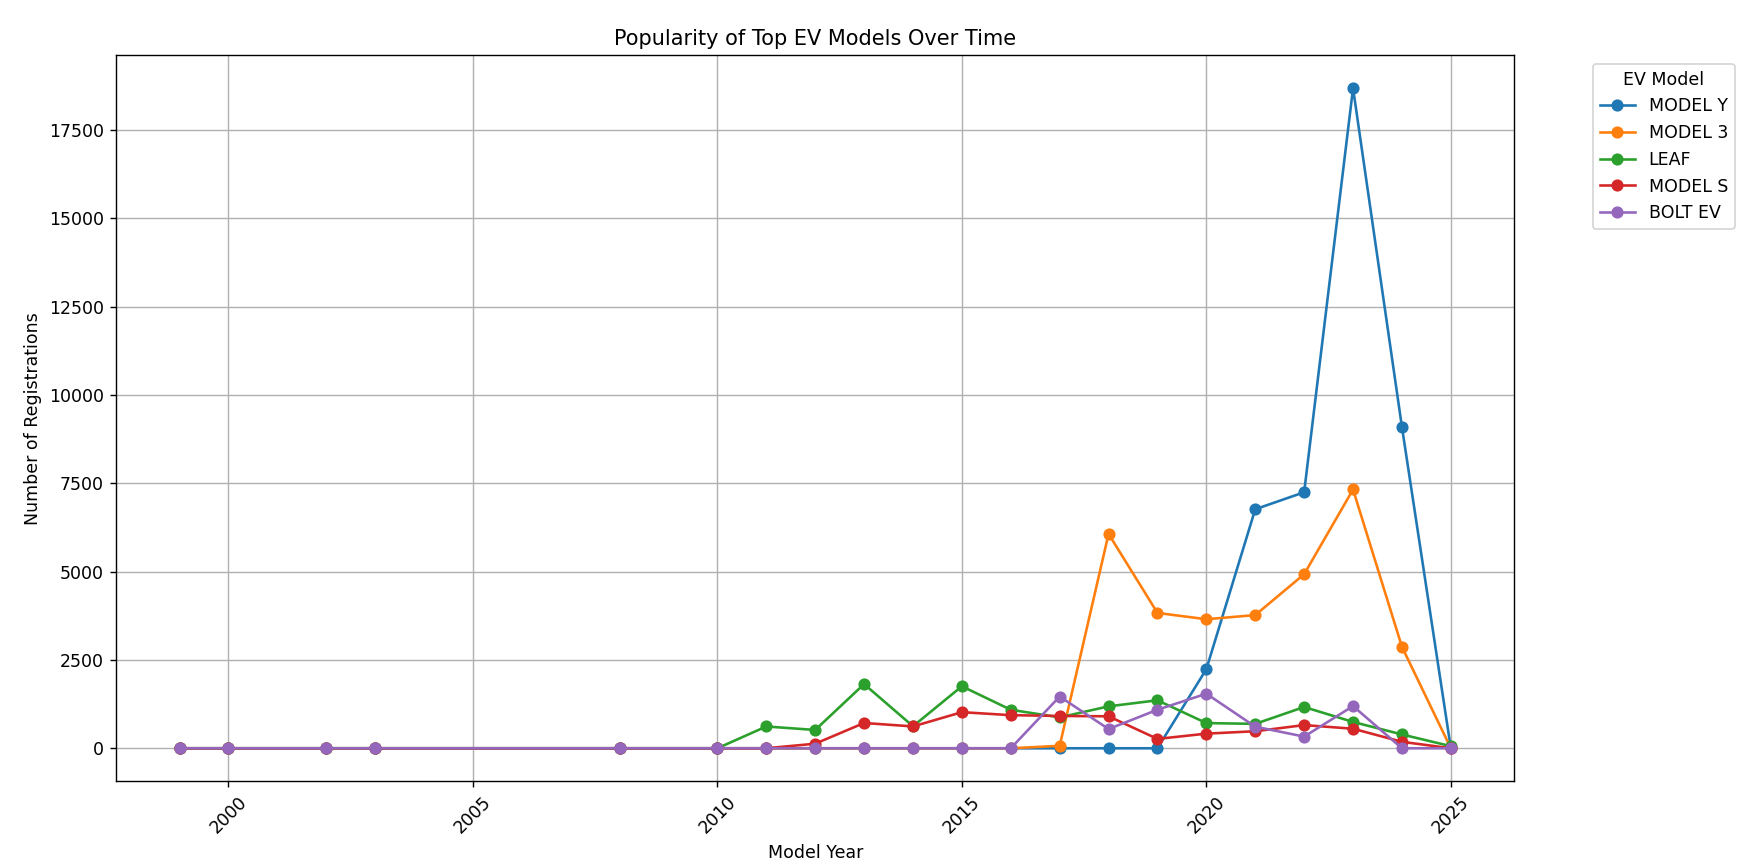 Popularity of Top EV Models Over Time
EV Model
MODEL Y
MODEL 3
LEAF
MODEL S
BOLT EV
Number of Registrations
17500
15000
12500
10000
7500
5000
2500
0
2000
2005
2010
2015
2020
2025
Model Year